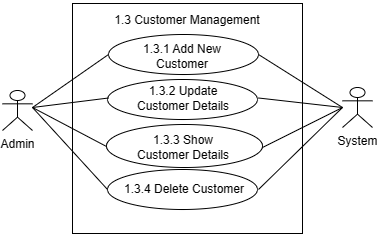 1.3 Customer Management
1.3.1 Add New
Customer
1.3.2 Update
Customer Details
1.3.3 Show
Customer Details
1.3.4 Delete Customer
Admin
System